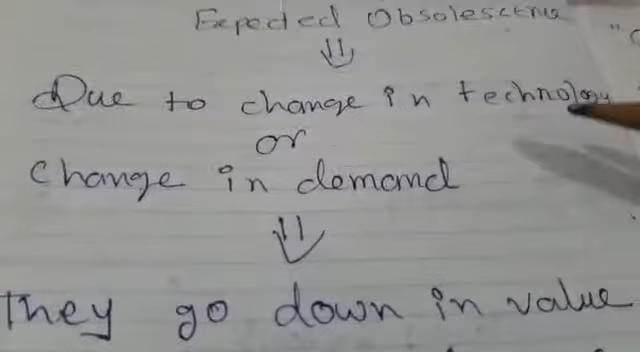 Expected Obsolescence
⇓
Due to change in technology
or
change in demand
⇓
They go down in value